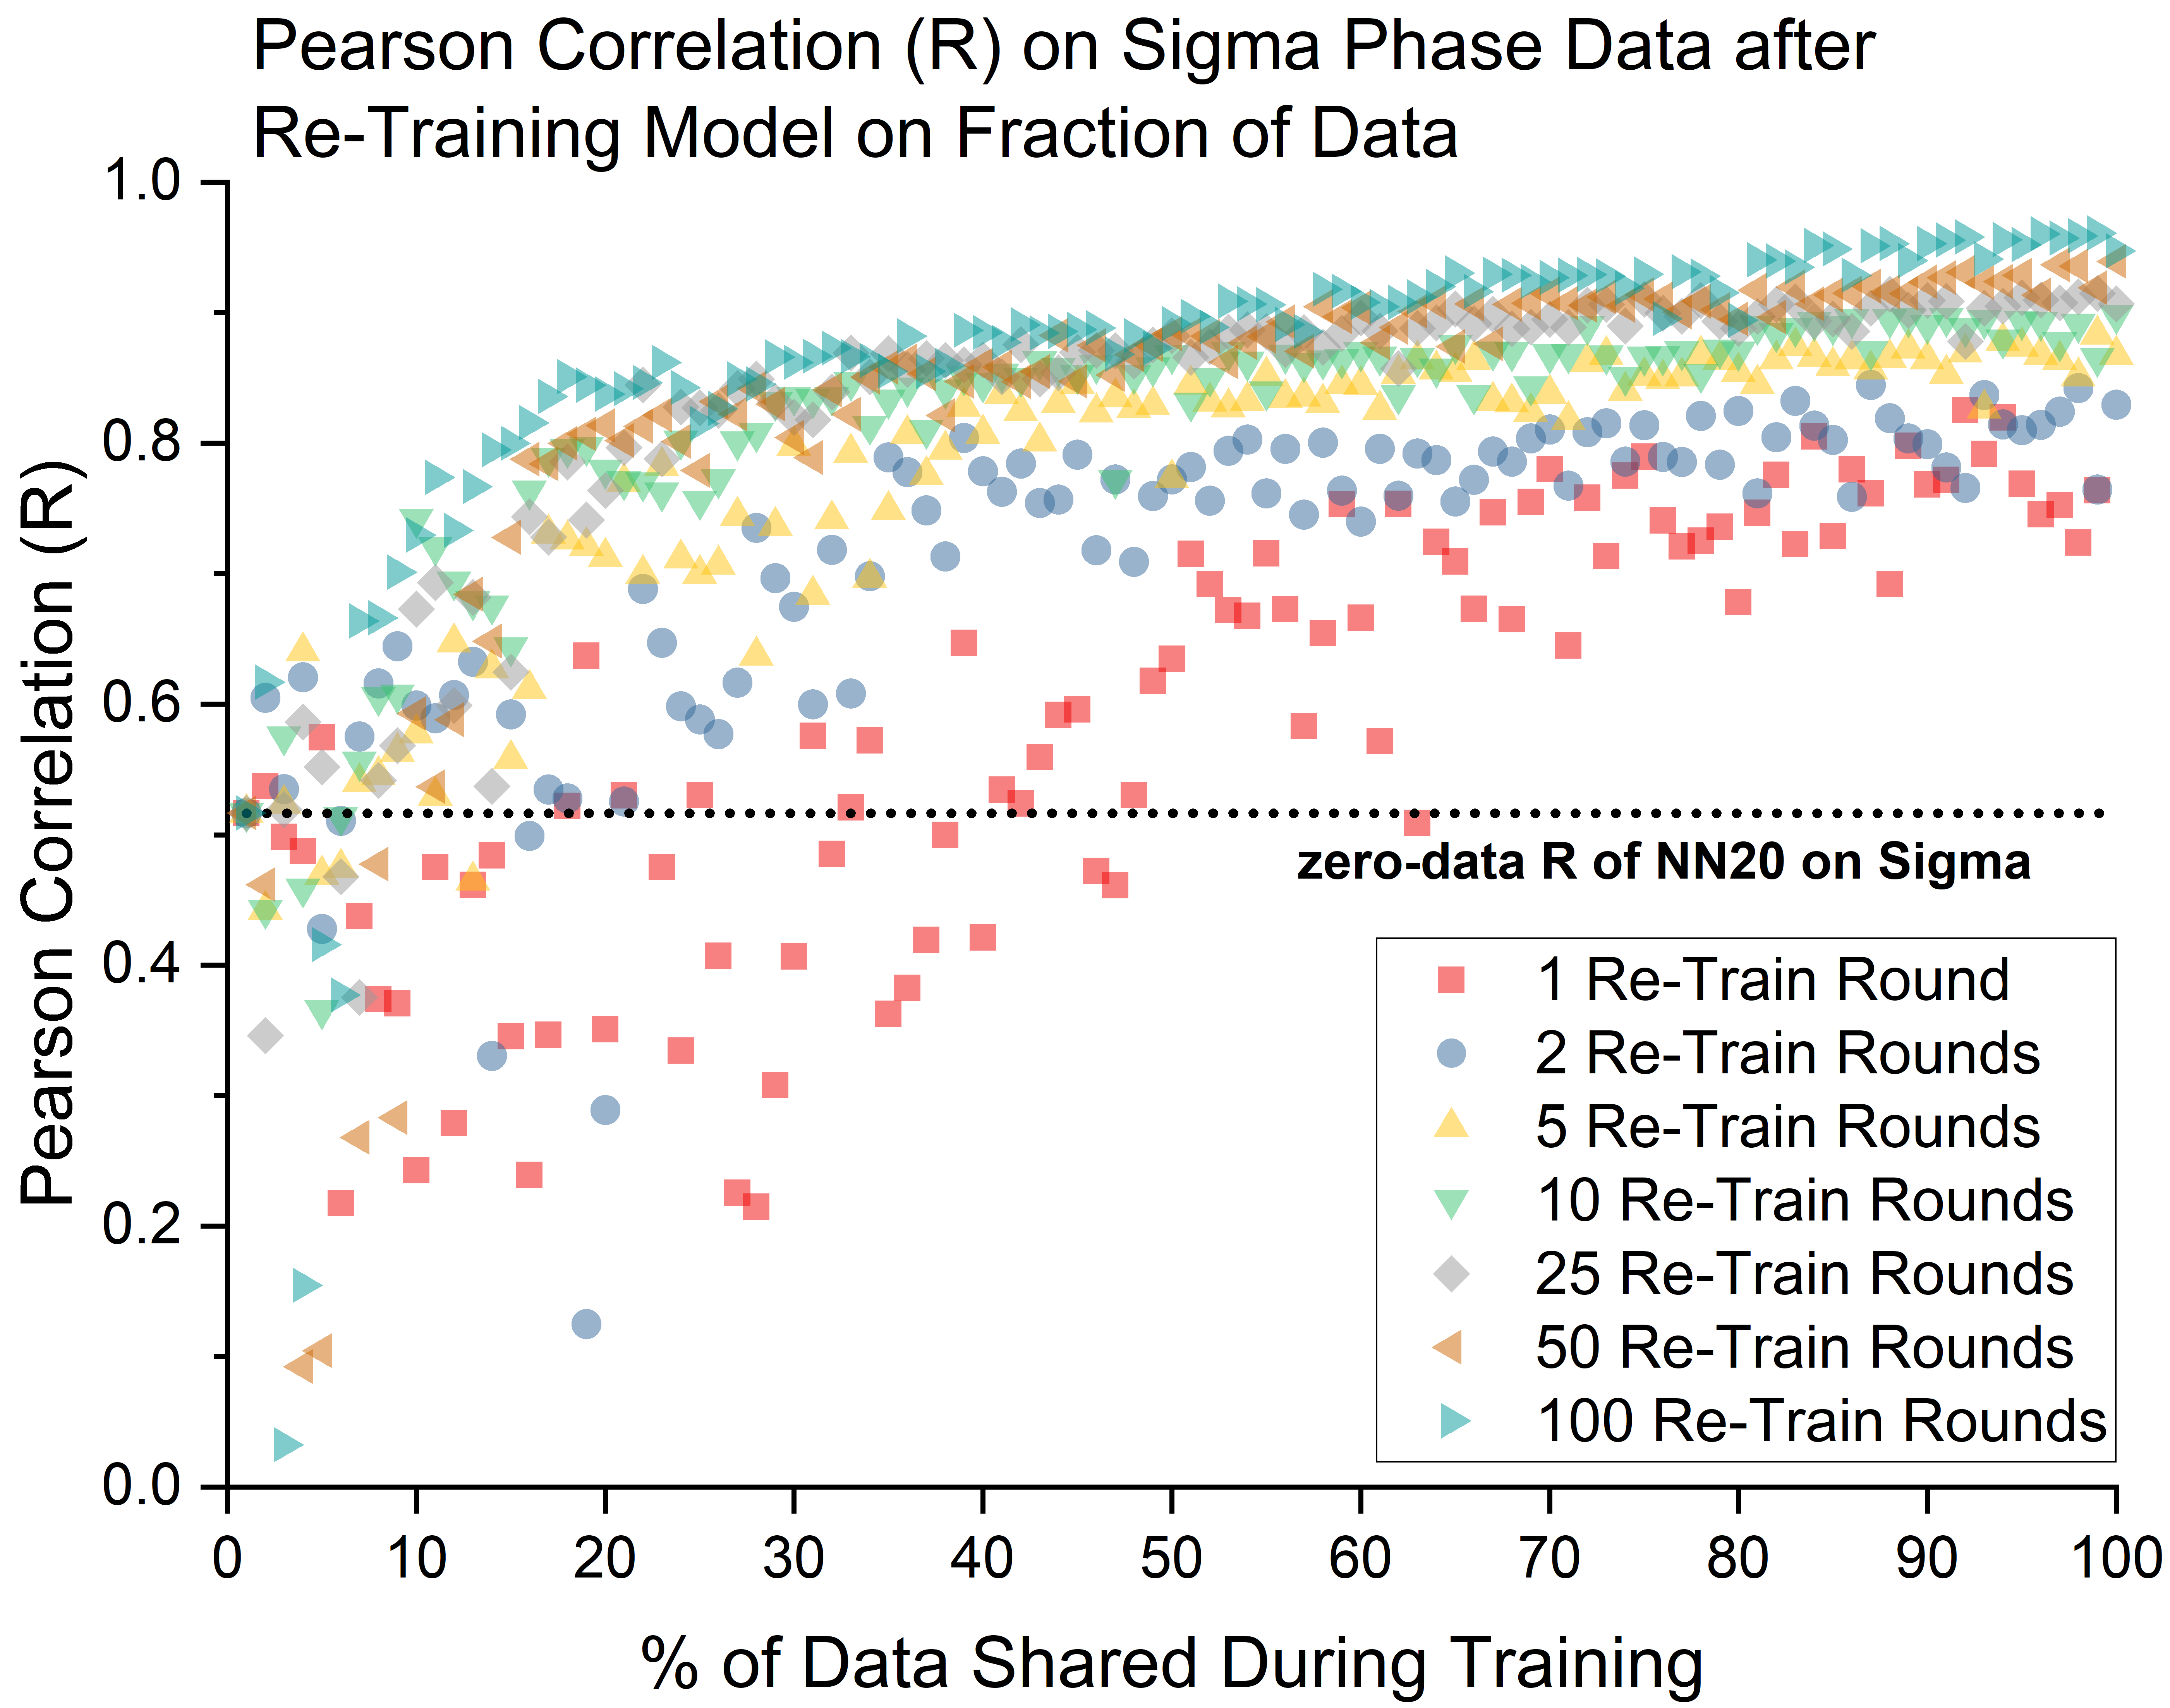 Pearson Correlation (R) on Sigma Phase Data after
Re-Training Model on Fraction of Data
Pearson Correlation (R)
1.0
0.8
0.6
0.4
0.2
0.0
zero-data R of NN20 on Sigma
1 Re-Train Round
2 Re-Train Rounds
5 Re-Train Rounds
10 Re-Train Rounds
25 Re-Train Rounds
50 Re-Train Rounds
100 Re-Train Rounds
0 10 20 30 40 50 60 70 80 90 100
% of Data Shared During Training